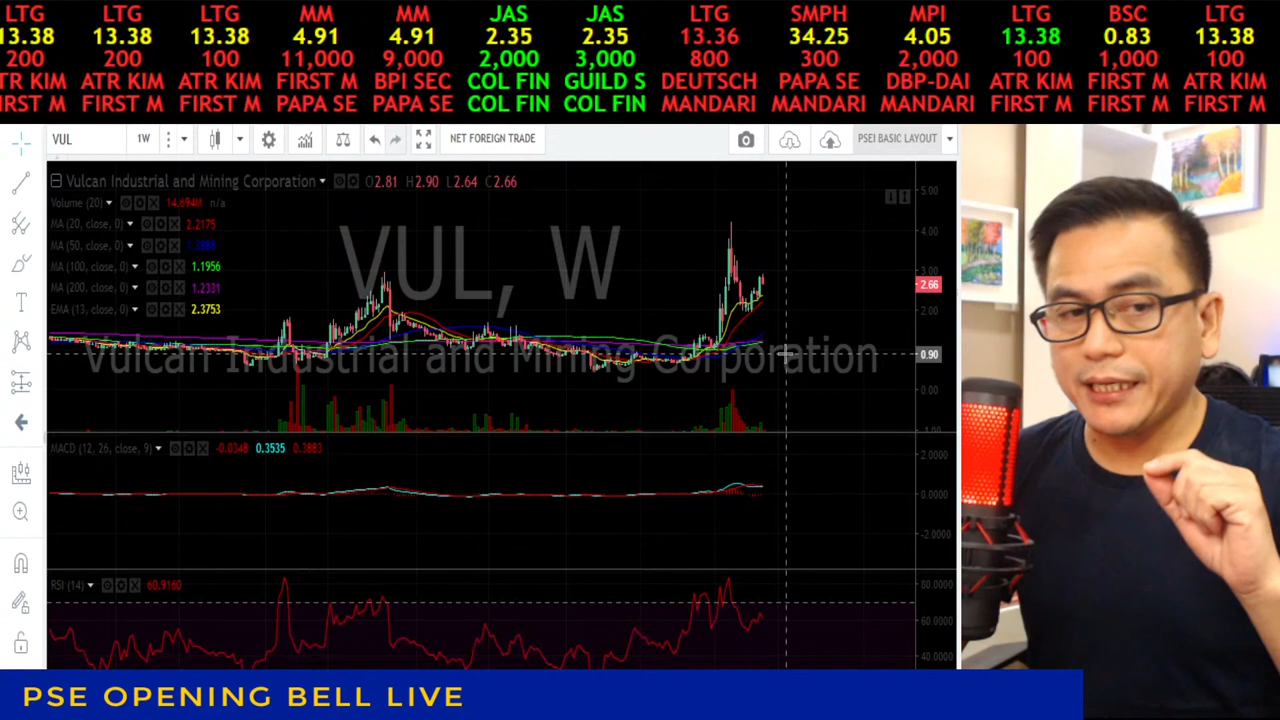 LTG LTG LTG MM MM JAS JAS LTG SMPH MPI LTG BSC LTG
13.38 13.38 13.38 4.91 4.91 2.35 2.35 13.36 34.25 4.05 13.38 0.83 13.38
200 200 100 11,000 9,000 2,000 3,000 800 300 2,000 100 1,000 100
TR KIM ATR KIM ATR KIM FIRST M BPI SEC COL FIN GUILD S DEUTSCH PAPA SE DBP-DAI ATR KIM FIRST M ATR KIM
IRST M FIRST M FIRST M PAPA SE PAPA SE COL FIN COL FIN MANDARI MANDARI MANDARI FIRST M FIRST M FIRST M
VUL 1W NET FOREIGN TRADE PSEI BASIC LAYOUT
Vulcan Industrial and Mining Corporation O2.81 H2.90 L2.64 C2.66
Volume (20) 14.694M n/a
MA (20, close, 0) 2.2175
MA (50, close, 0)
MA (100, close, 0) 1.1956
MA (200, close, 0) 1.2331
EMA (13, close, 0) 2.3753
VUL, W
Vulcan Industrial and Mining Corporation
5.00
4.00
3.00
2.66
2.00
0.90
0.00
-1.00
MACD (12, 26, close, 9) -0.0348 0.3535 0.3883
2.0000
0.0000
-2.0000
RSI (14) 60.9160
80.0000
60.0000
40.0000
PSE OPENING BELL LIVE